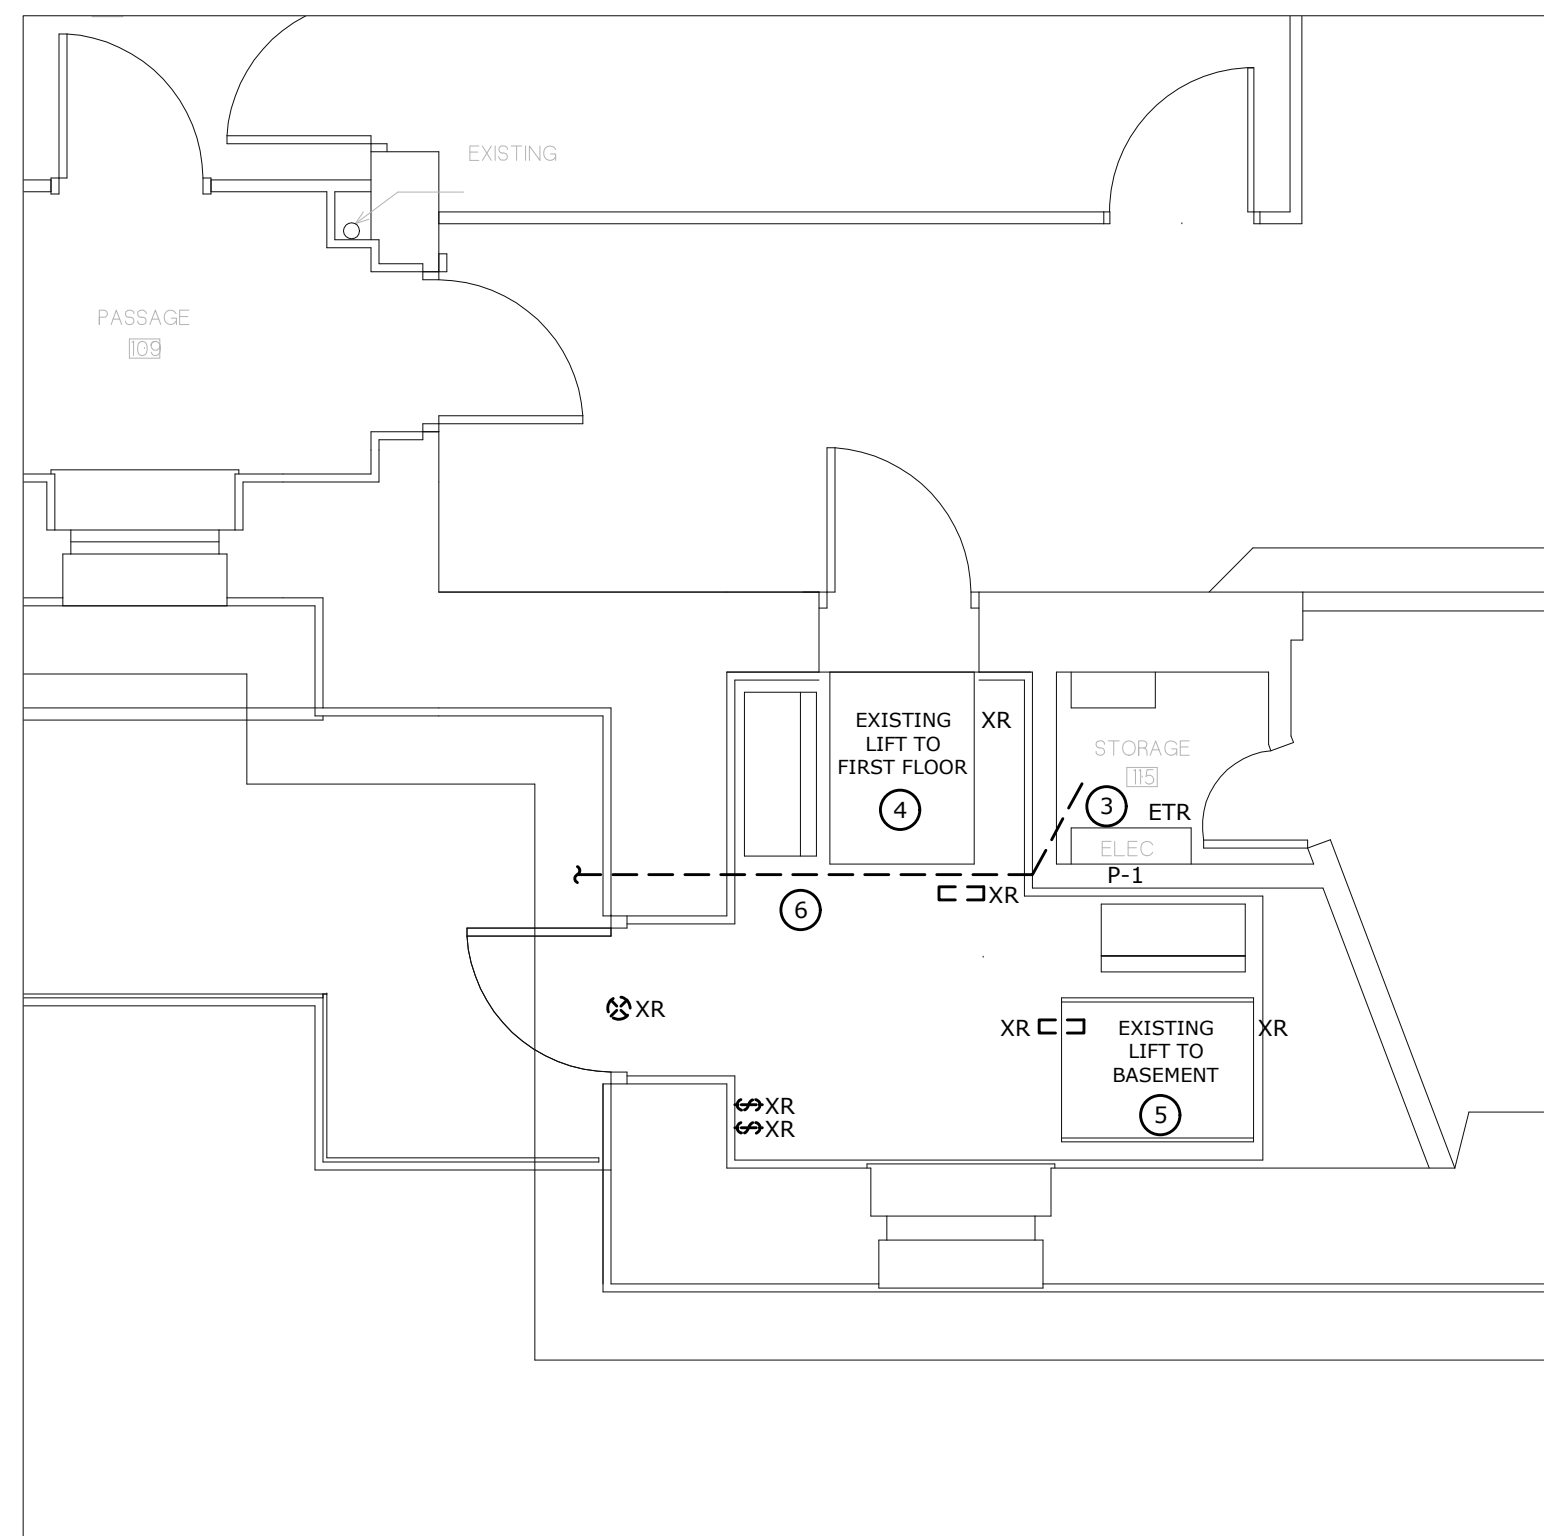 EXISTING
PASSAGE
109
EXISTING
LIFT TO
FIRST FLOOR
XR
4
STORAGE
115
3
ETR
ELEC
P-1
XR
6
XR
XR
EXISTING
LIFT TO
BASEMENT
XR
5
XR
XR